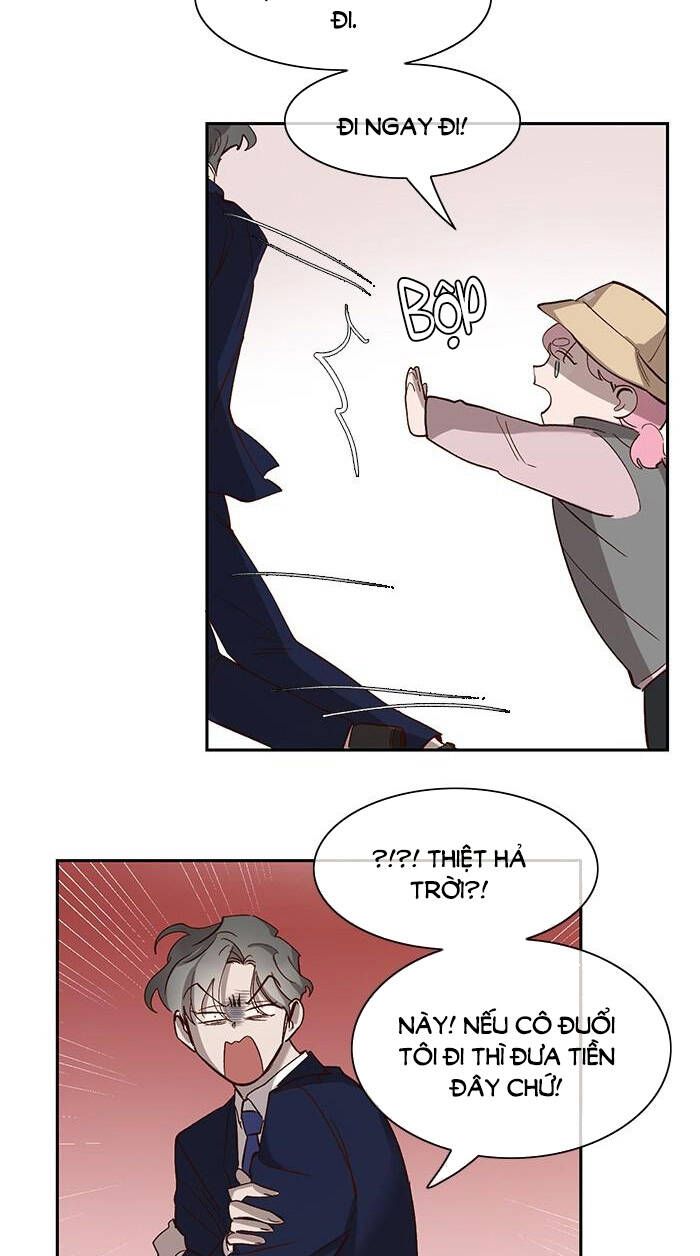 ĐI.
ĐI NGAY ĐI!
BỘP
?!?! THIỆT HẢ
TRỜI?!
NÀY! NẾU CÔ ĐUỔI
TÔI ĐI THÌ ĐƯA TIỀN
ĐÂY CHỨ!